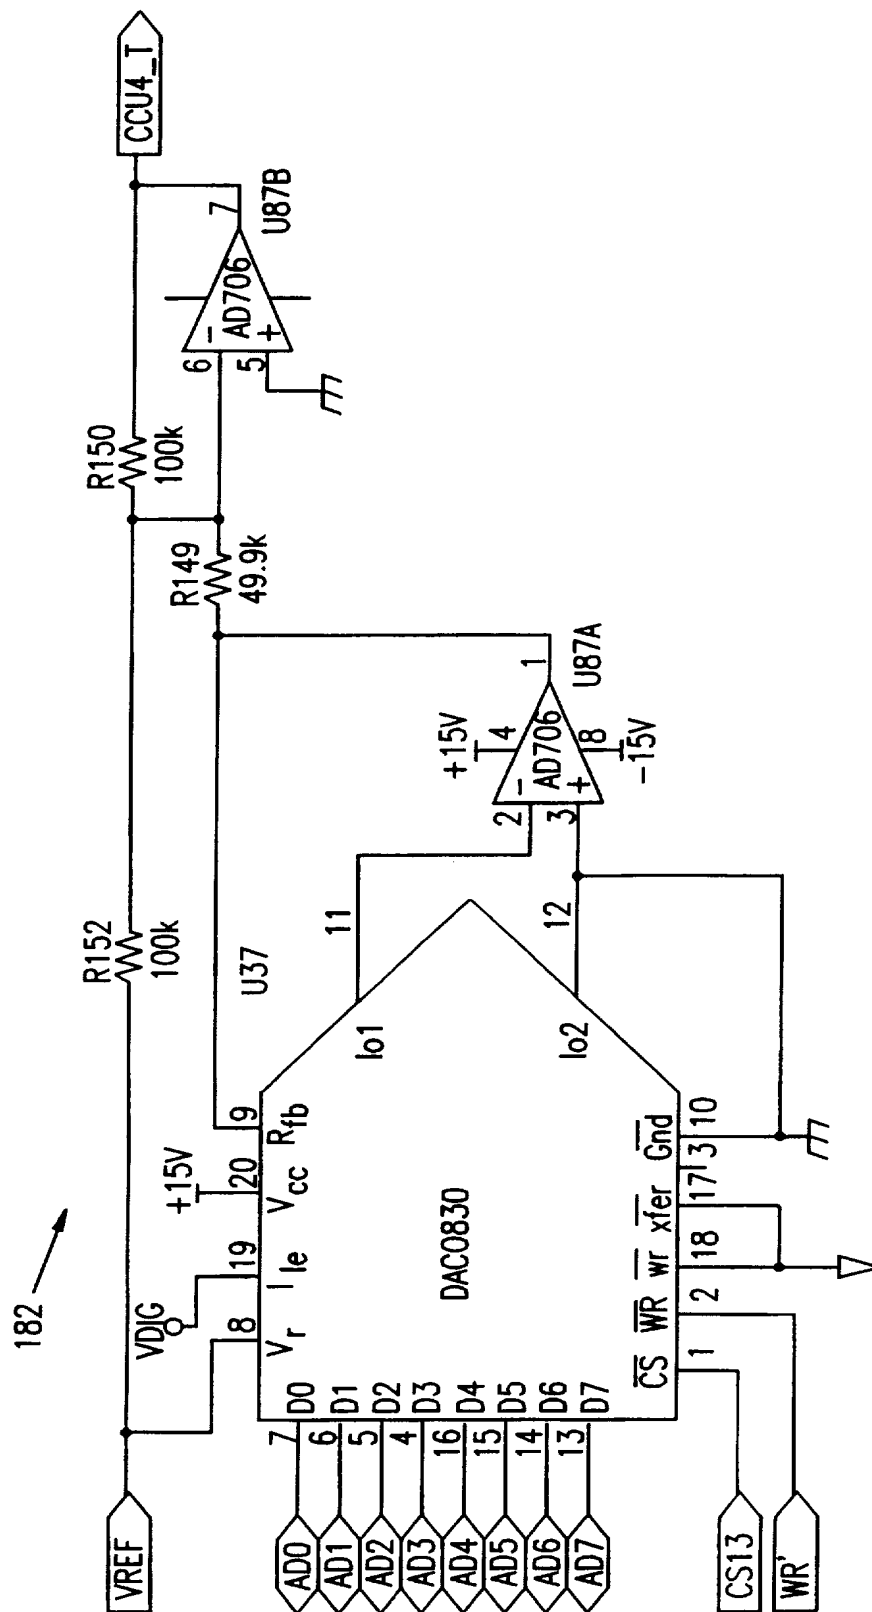 182
VREF
R152
100k
R150
100k
CCU4_T
R149
49.9k
6
5
-
+
AD706
7
U87B
VDIG
+15V
U37
8
19
20
9
Vr
Ile
Vcc
Rfb
7
6
5
4
16
15
14
13
D0
D1
D2
D3
D4
D5
D6
D7
AD0
AD1
AD2
AD3
AD4
AD5
AD6
AD7
DAC0830
Io1
11
Io2
12
+15V
4
2
3
-
+
AD706
8
-15V
1
U87A
CS
WR
wr
xfer
Gnd
1
2
18
17
3
10
CS13
WR'